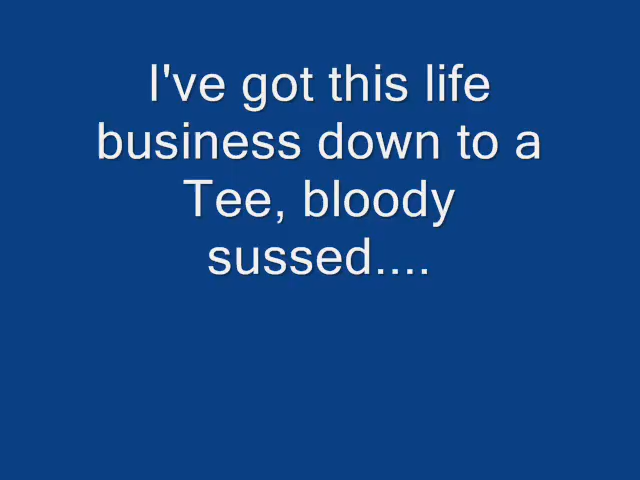 I've got this life
business down to a
Tee, bloody
sussed....